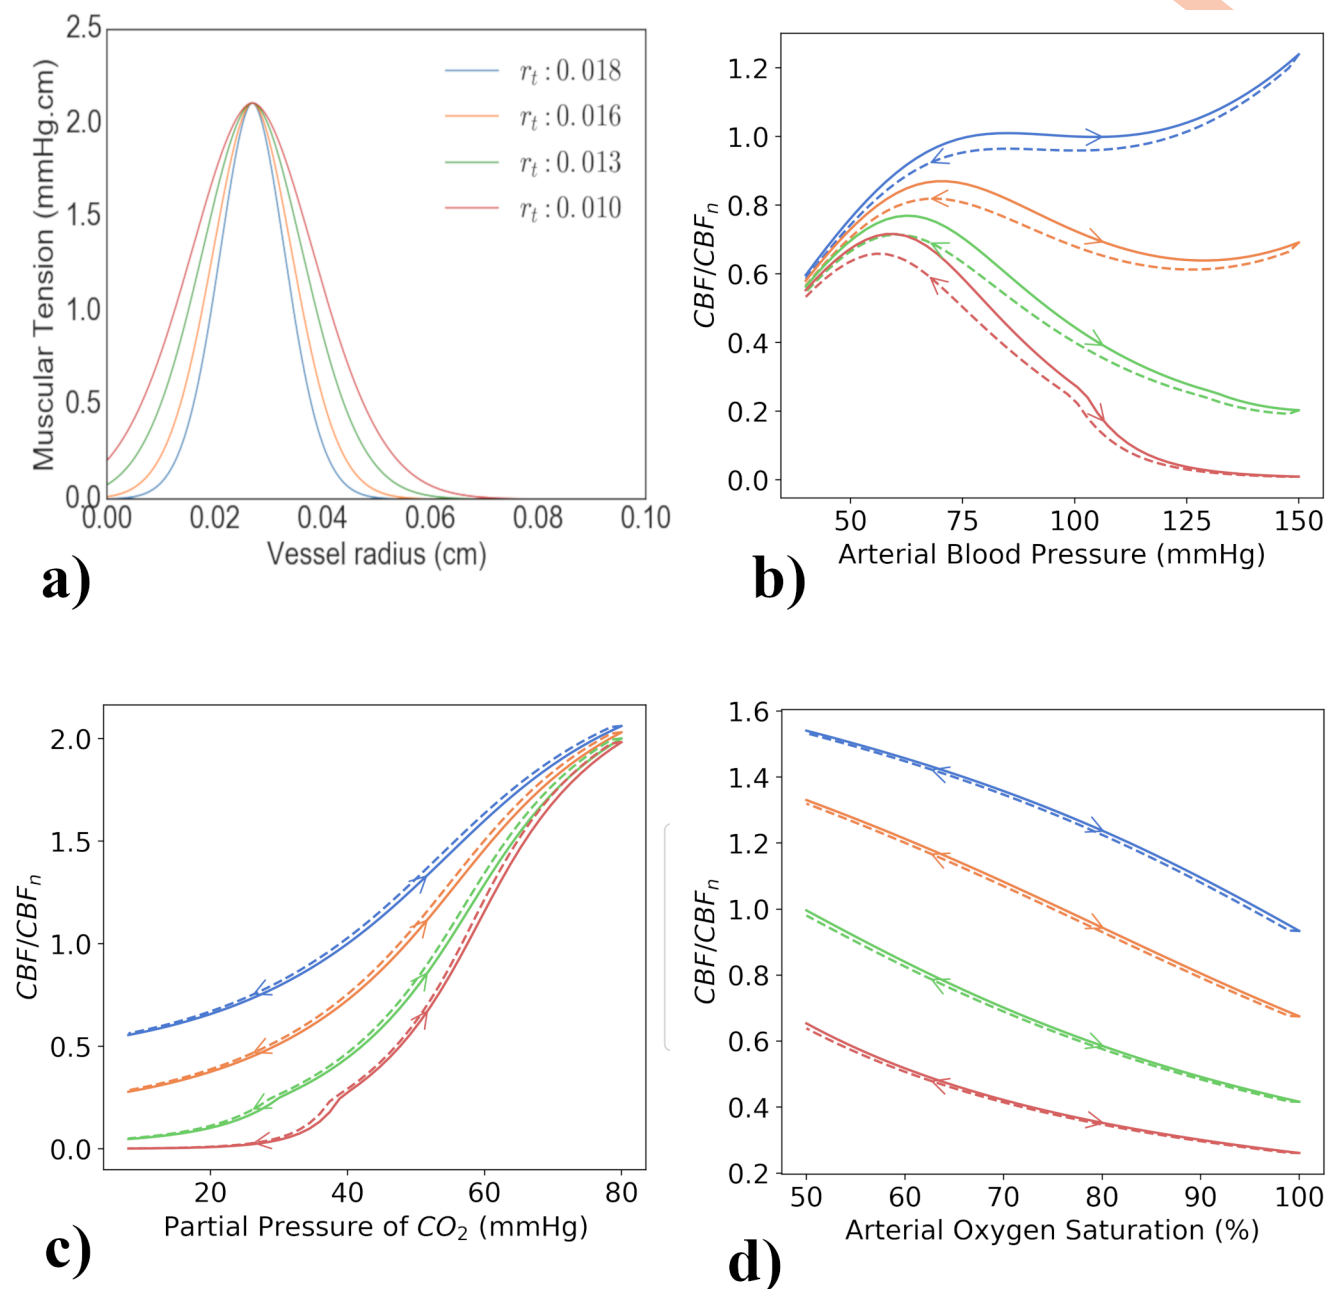 a)
Muscular Tension (mmHg.cm)
2.5
2.0
1.5
1.0
0.5
0.0
0.00 0.02 0.04 0.06 0.08 0.10
Vessel radius (cm)
r_t : 0.018
r_t : 0.016
r_t : 0.013
r_t : 0.010
b)
CBF/CBF_n
1.2
1.0
0.8
0.6
0.4
0.2
0.0
50 75 100 125 150
Arterial Blood Pressure (mmHg)
c)
CBF/CBF_n
2.0
1.5
1.0
0.5
0.0
20 40 60 80
Partial Pressure of CO_2 (mmHg)
d)
CBF/CBF_n
1.6
1.4
1.2
1.0
0.8
0.6
0.4
0.2
50 60 70 80 90 100
Arterial Oxygen Saturation (%)